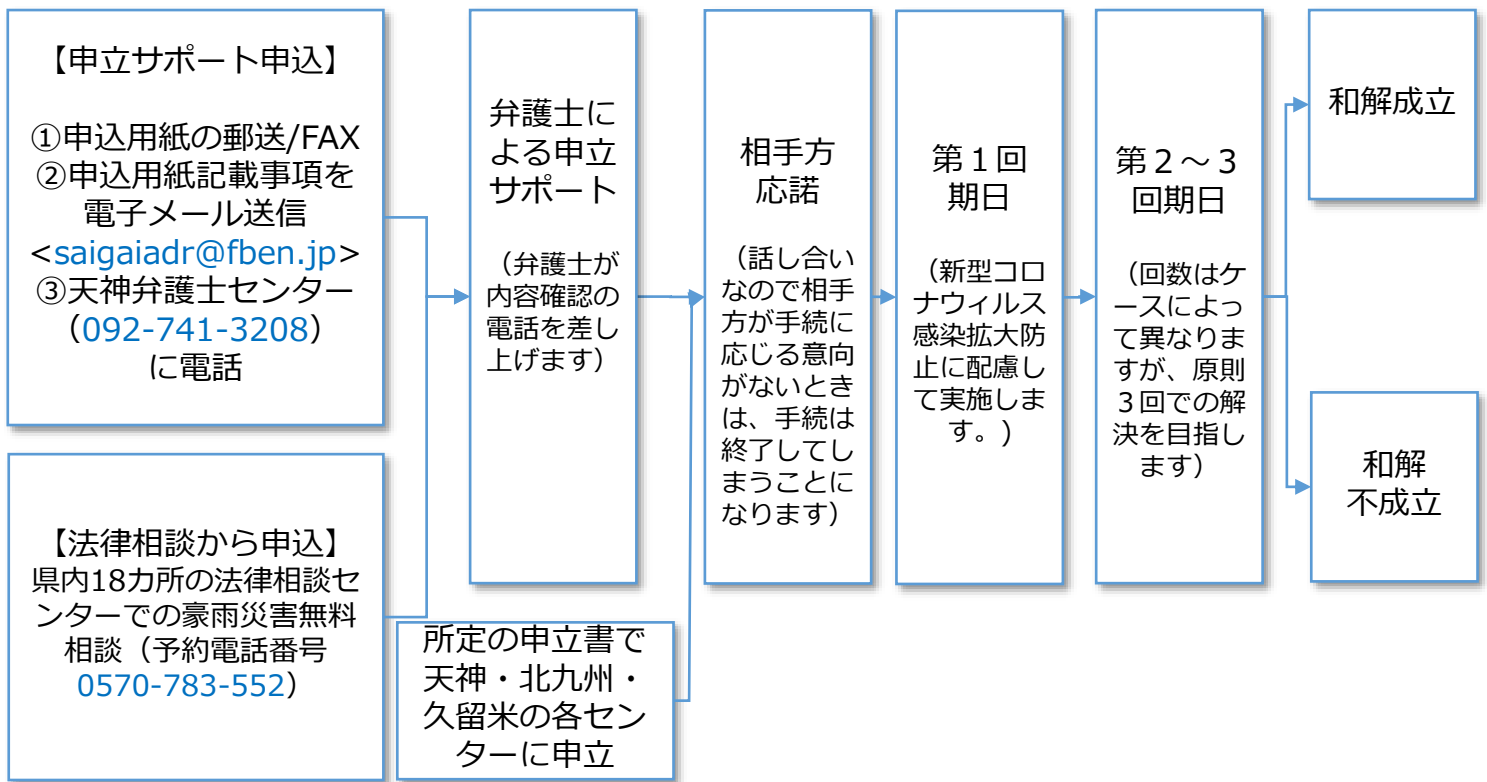 【申立サポート申込】
①申込用紙の郵送/FAX
②申込用紙記載事項を
電子メール送信
<saigaiadr@fben.jp>
③天神弁護士センター
（092-741-3208）
に電話
【法律相談から申込】
県内18カ所の法律相談セ
ンターでの豪雨災害無料
相談（予約電話番号
0570-783-552）
弁護士に
よる申立
サポート
（弁護士が
内容確認の
電話を差し
上げます）
所定の申立書で
天神・北九州・
久留米の各セン
ターに申立
相手方
応諾
（話し合い
なので相手
方が手続に
応じる意向
がないとき
は、手続は
終了してし
まうことに
なります）
第１回
期日
（新型コロ
ナウィルス
感染拡大防
止に配慮し
て実施しま
す。)
第２～３
回期日
（回数はケ
ースによっ
て異なりま
すが、原則
３回での解
決を目指し
ます）
和解成立
和解
不成立